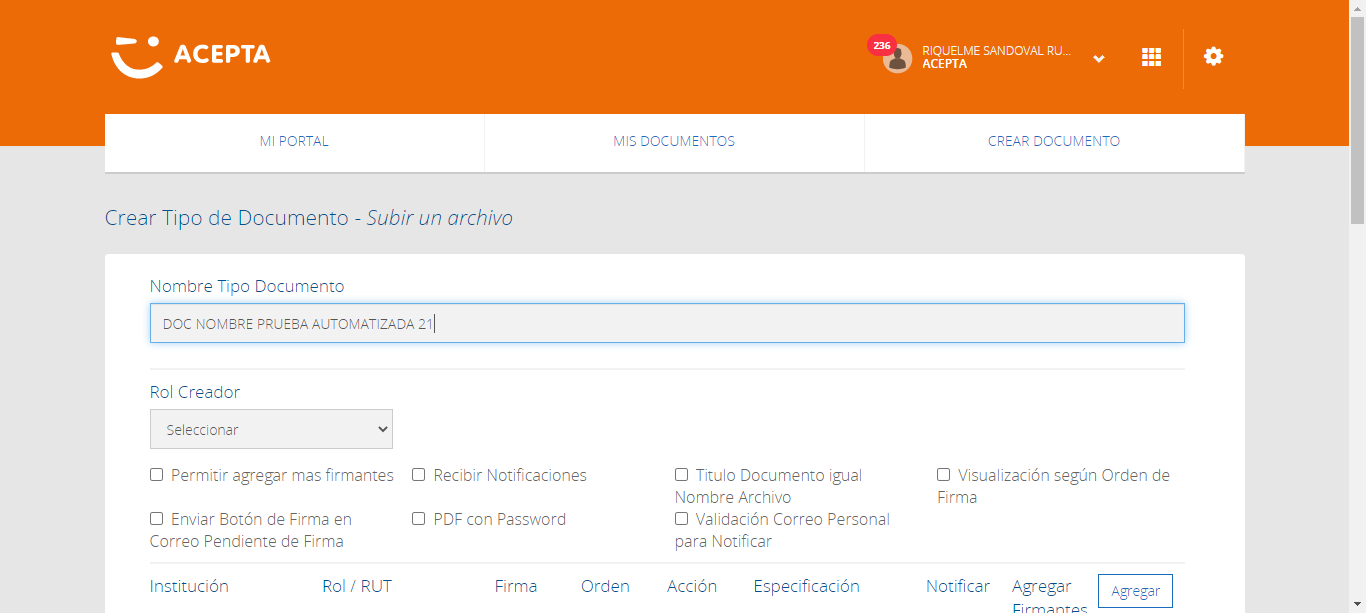 ACEPTA
236
RIQUELME SANDOVAL RU...
ACEPTA
MI PORTAL
MIS DOCUMENTOS
CREAR DOCUMENTO
Crear Tipo de Documento - Subir un archivo
Nombre Tipo Documento
DOC NOMBRE PRUEBA AUTOMATIZADA 21
Rol Creador
Seleccionar
Permitir agregar mas firmantes
Recibir Notificaciones
Titulo Documento igual
Nombre Archivo
Visualización según Orden de
Firma
Enviar Botón de Firma en
Correo Pendiente de Firma
PDF con Password
Validación Correo Personal
para Notificar
Institución
Rol / RUT
Firma
Orden
Acción
Especificación
Notificar
Agregar
Firmantes
Agregar